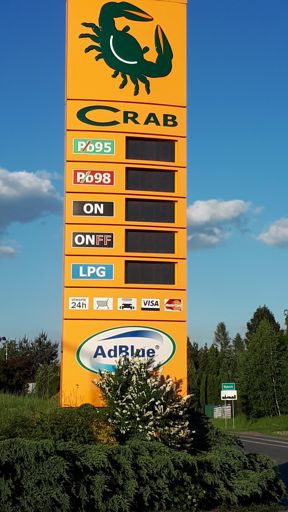 CRAB
Pb95
Pb98
ON
ONFF
LPG
24h
VISA
AdBlue®